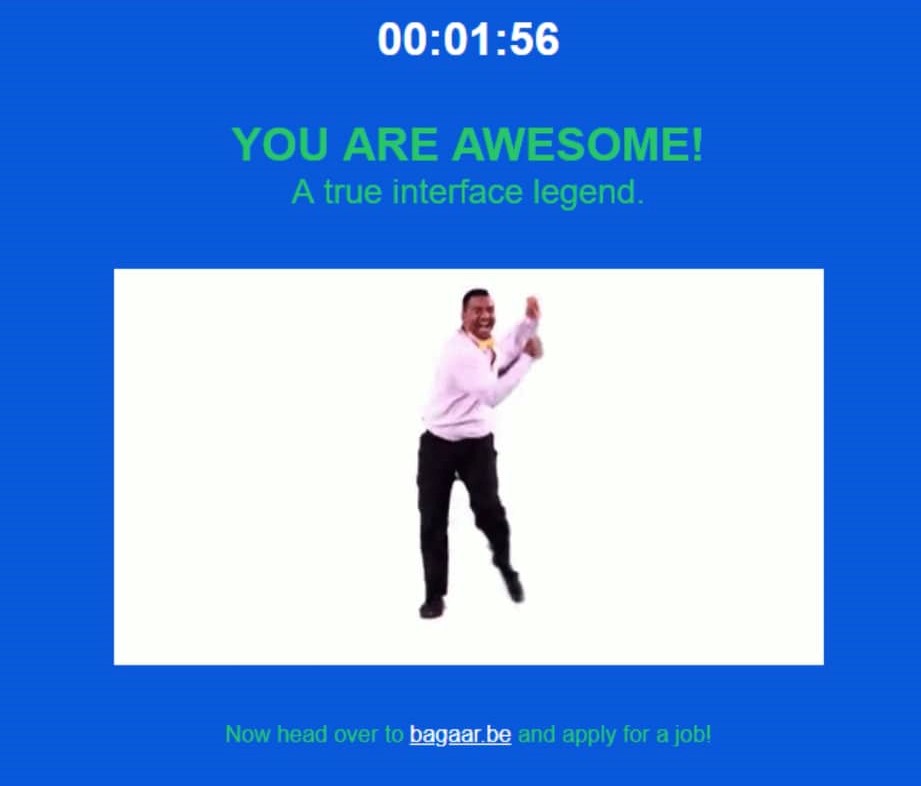 00:01:56
YOU ARE AWESOME!
A true interface legend.
Now head over to bagaar.be and apply for a job!